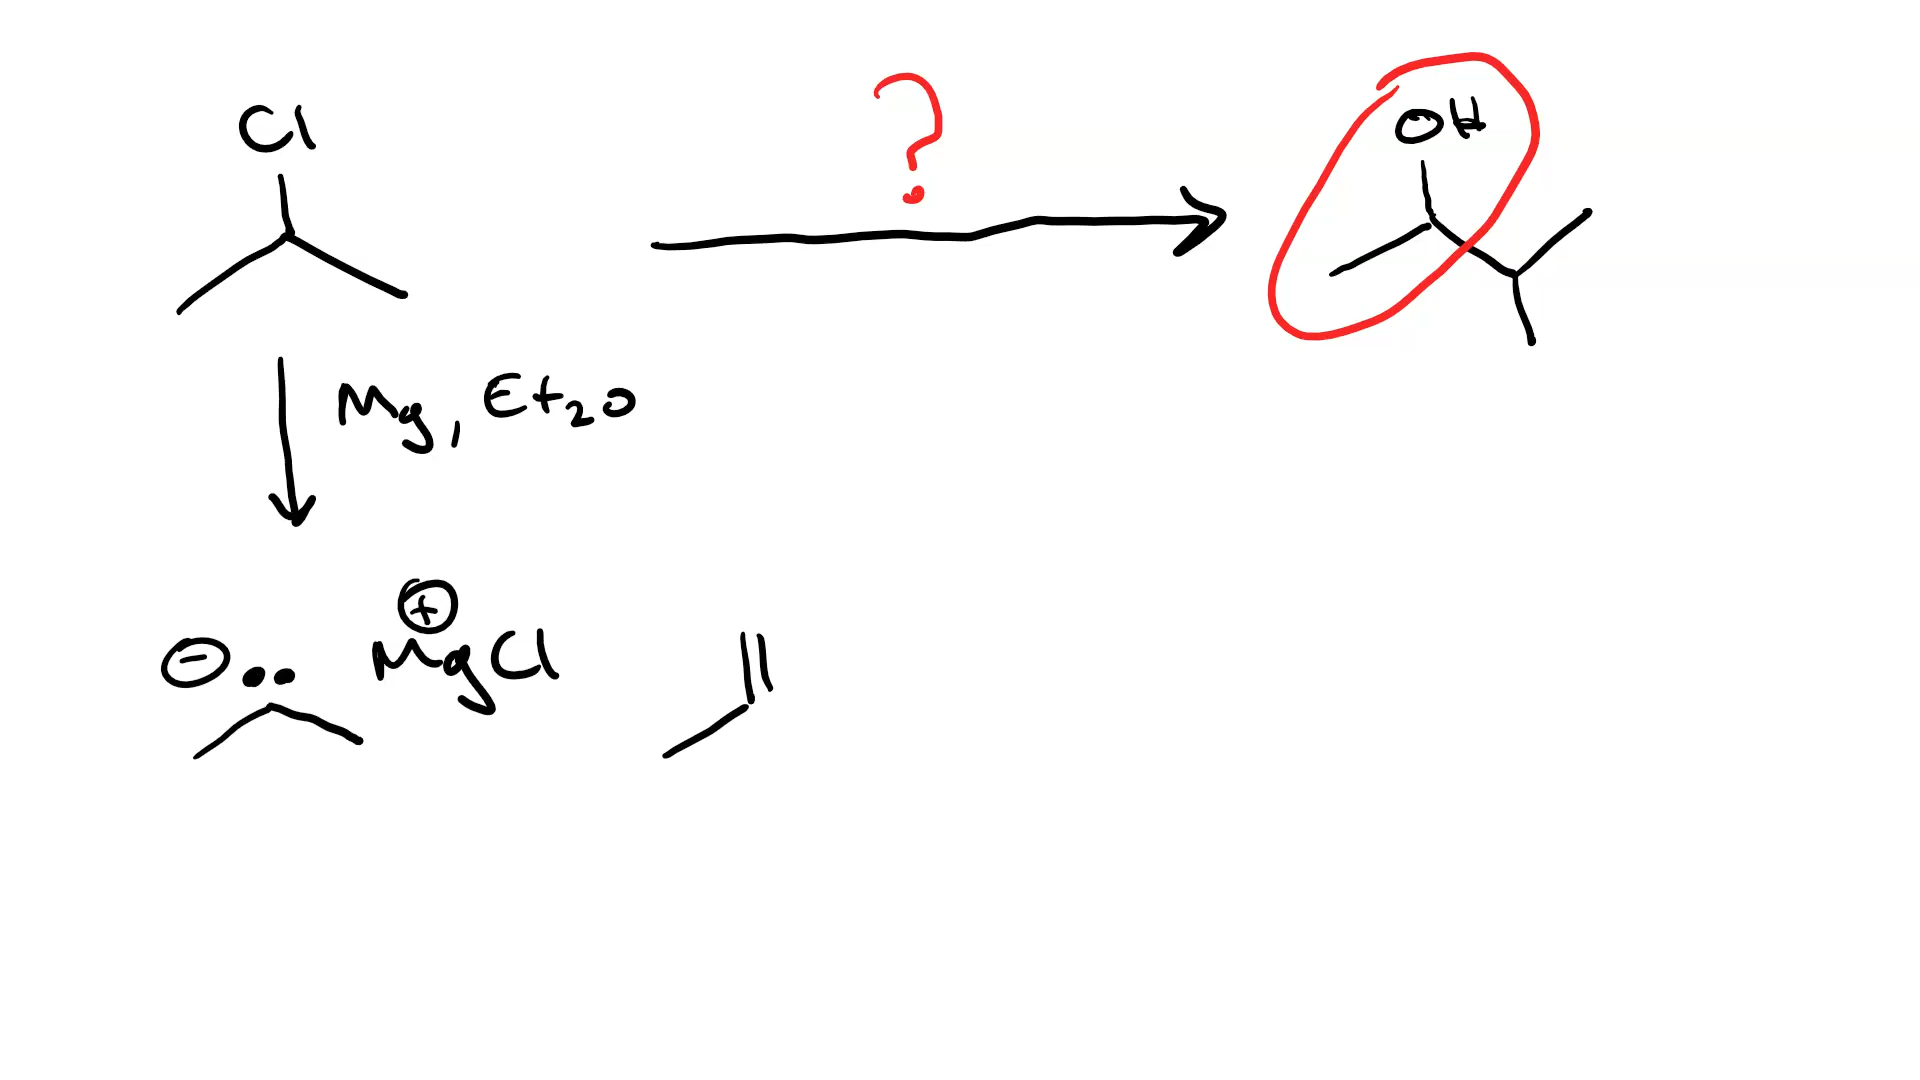 Cl
?
OH
Mg, Et₂O
⊖ •• ⊕
MgCl